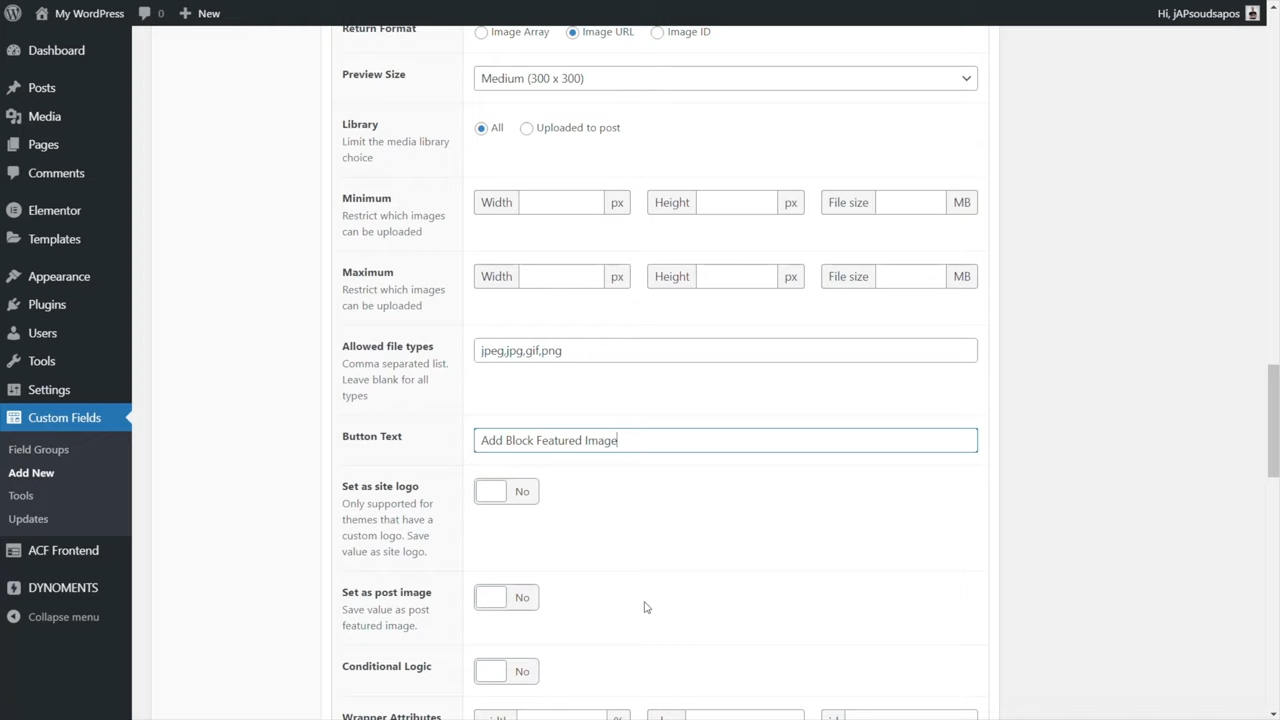 My WordPress 0 New Hi, jAPsoudsapos
Dashboard
Posts
Media
Pages
Comments
Elementor
Templates
Appearance
Plugins
Users
Tools
Settings
Custom Fields
Field Groups
Add New
Tools
Updates
ACF Frontend
DYNOMENTS
Collapse menu
Return Format Image Array Image URL Image ID
Preview Size Medium (300 x 300)
Library All Uploaded to post
Limit the media library
choice
Minimum Width px Height px File size MB
Restrict which images
can be uploaded
Maximum Width px Height px File size MB
Restrict which images
can be uploaded
Allowed file types jpeg,jpg,gif,png
Comma separated list.
Leave blank for all
types
Button Text Add Block Featured Image
Set as site logo No
Only supported for
themes that have a
custom logo. Save
value as site logo.
Set as post image No
Save value as post
featured image.
Conditional Logic No
Wrapper Attributes width %